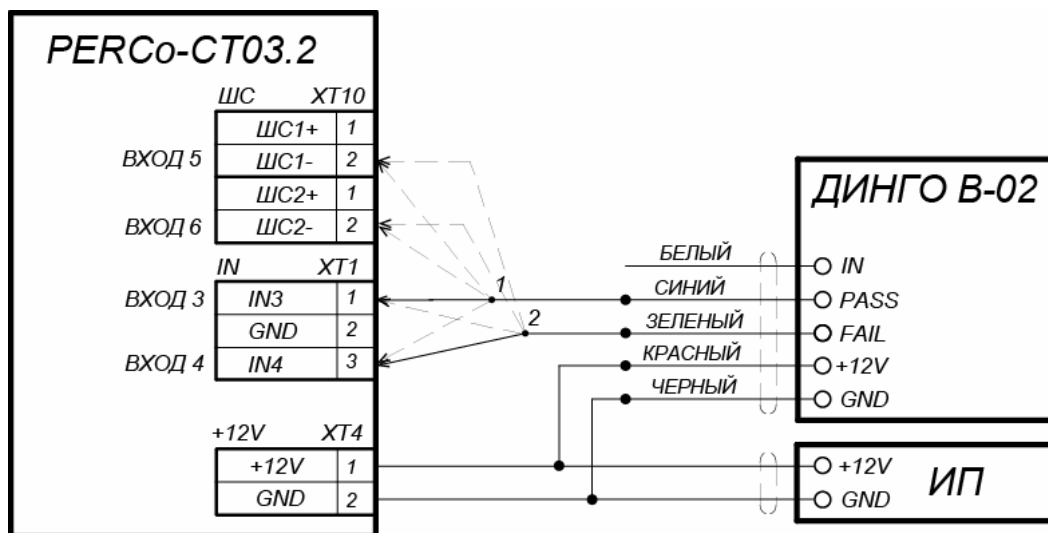 PERCo-CT03.2
ШС XT10
ШС1+ 1
ВХОД 5 ШС1- 2
ШС2+ 1
ВХОД 6 ШС2- 2
IN XT1
ВХОД 3 IN3 1
GND 2
ВХОД 4 IN4 3
+12V XT4
+12V 1
GND 2
1
2
БЕЛЫЙ
СИНИЙ
ЗЕЛЕНЫЙ
КРАСНЫЙ
ЧЕРНЫЙ
ДИНГО В-02
IN
PASS
FAIL
+12V
GND
+12V
GND
ИП